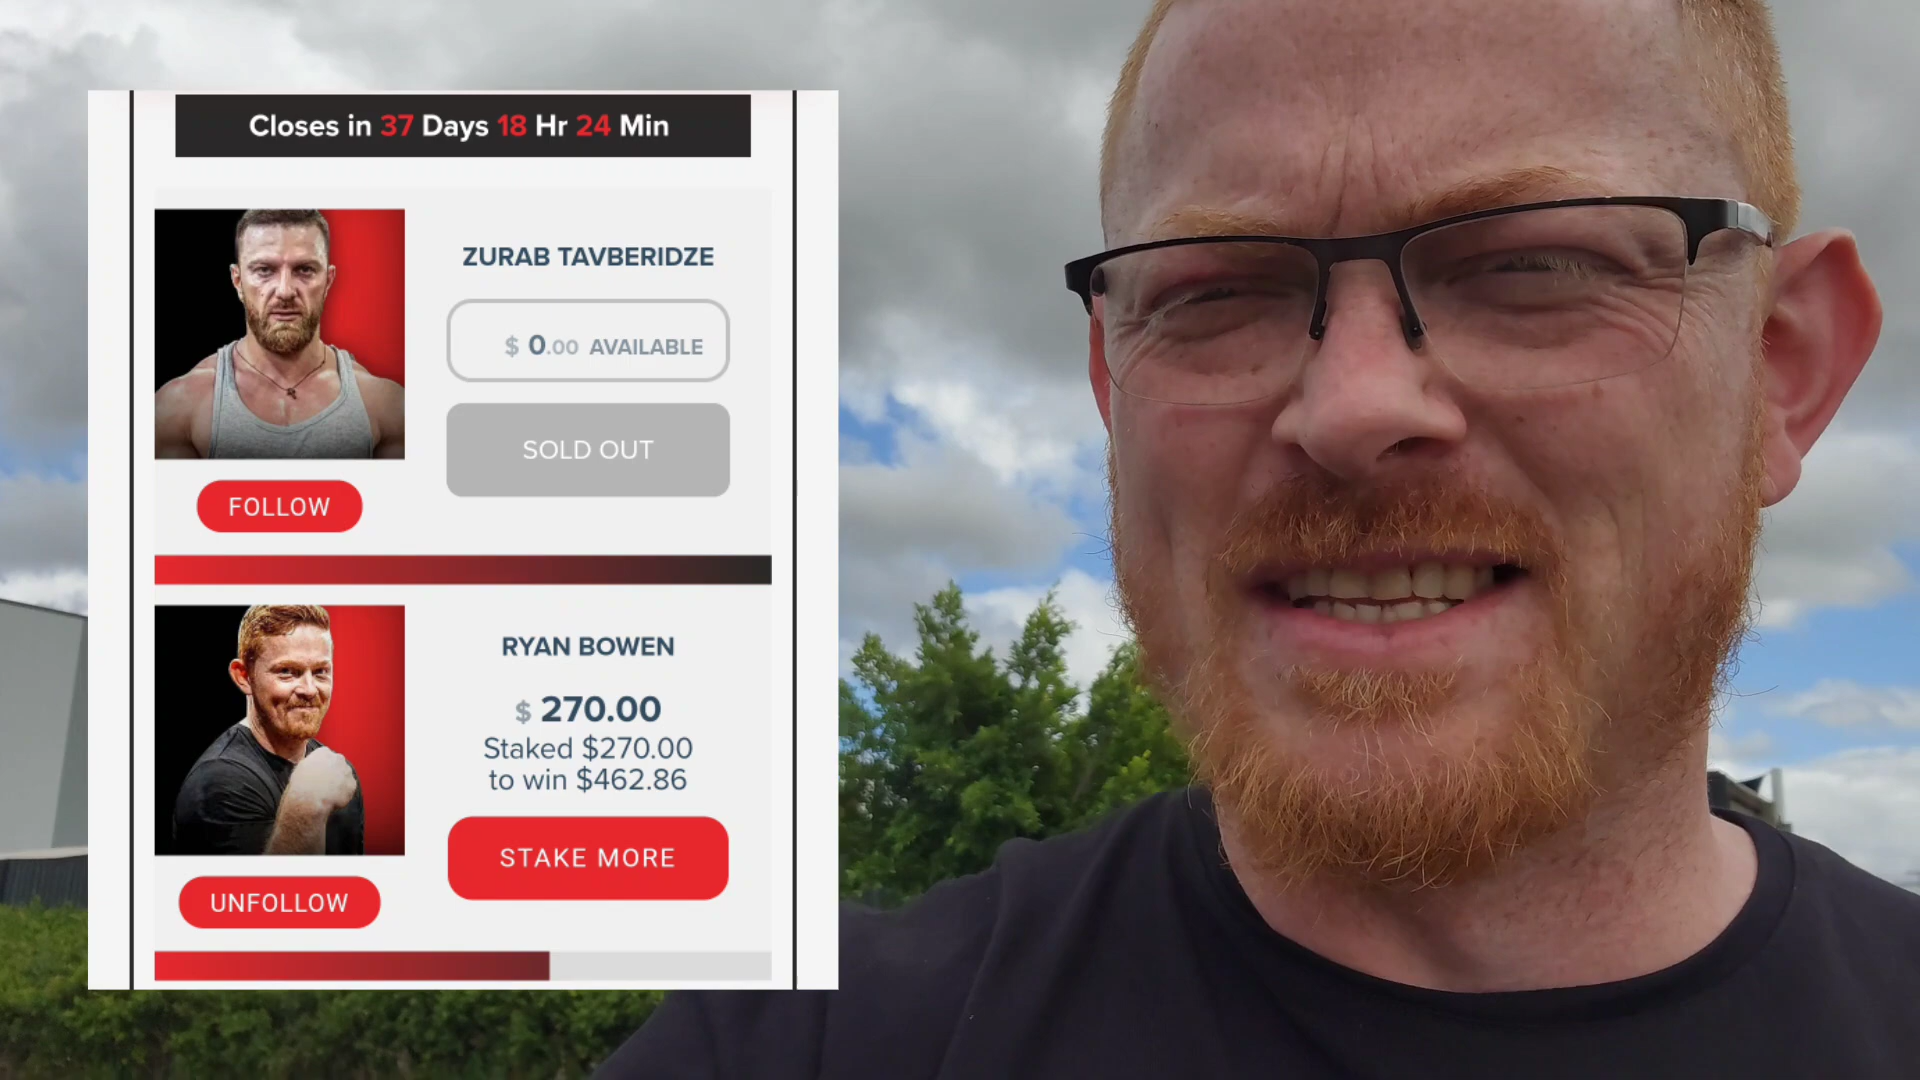 Closes in 37 Days 18 Hr 24 Min
ZURAB TAVBERIDZE
$ 0.00 AVAILABLE
SOLD OUT
FOLLOW
RYAN BOWEN
$ 270.00
Staked $270.00
to win $462.86
STAKE MORE
UNFOLLOW